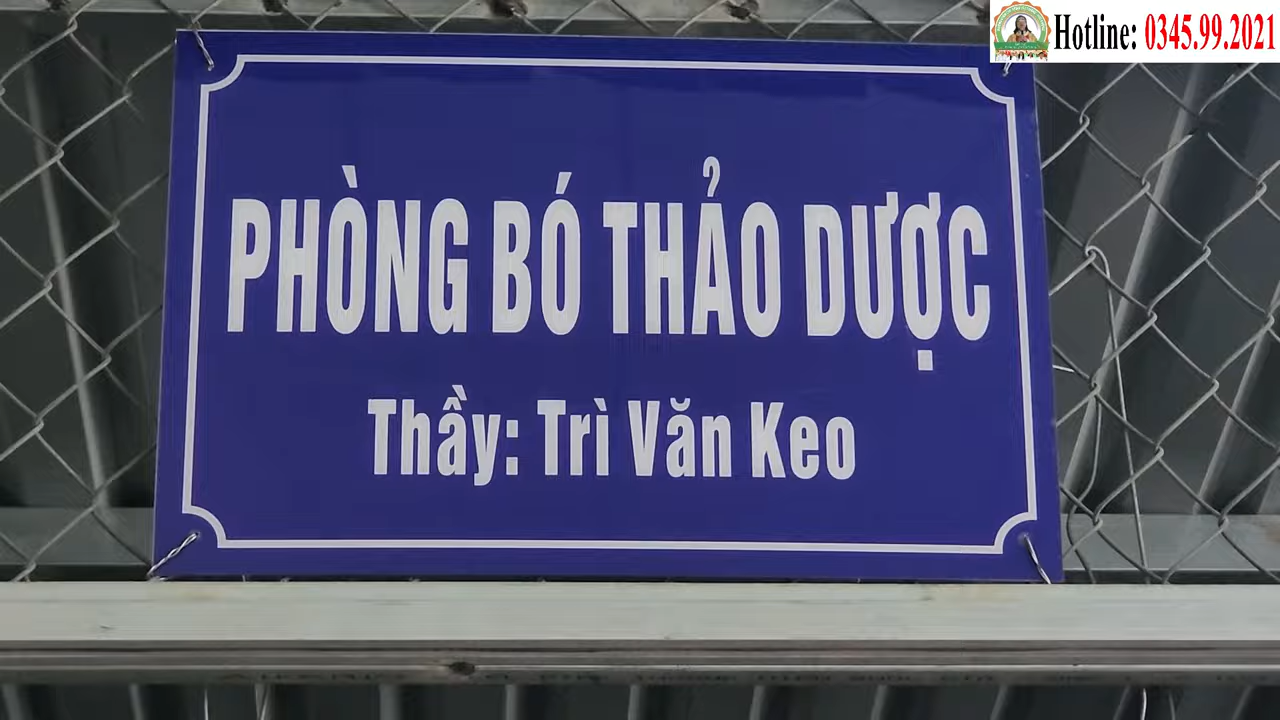 Hotline: 0345.99.2021
PHÒNG BÓ THẢO DƯỢC
Thầy: Trì Văn Keo